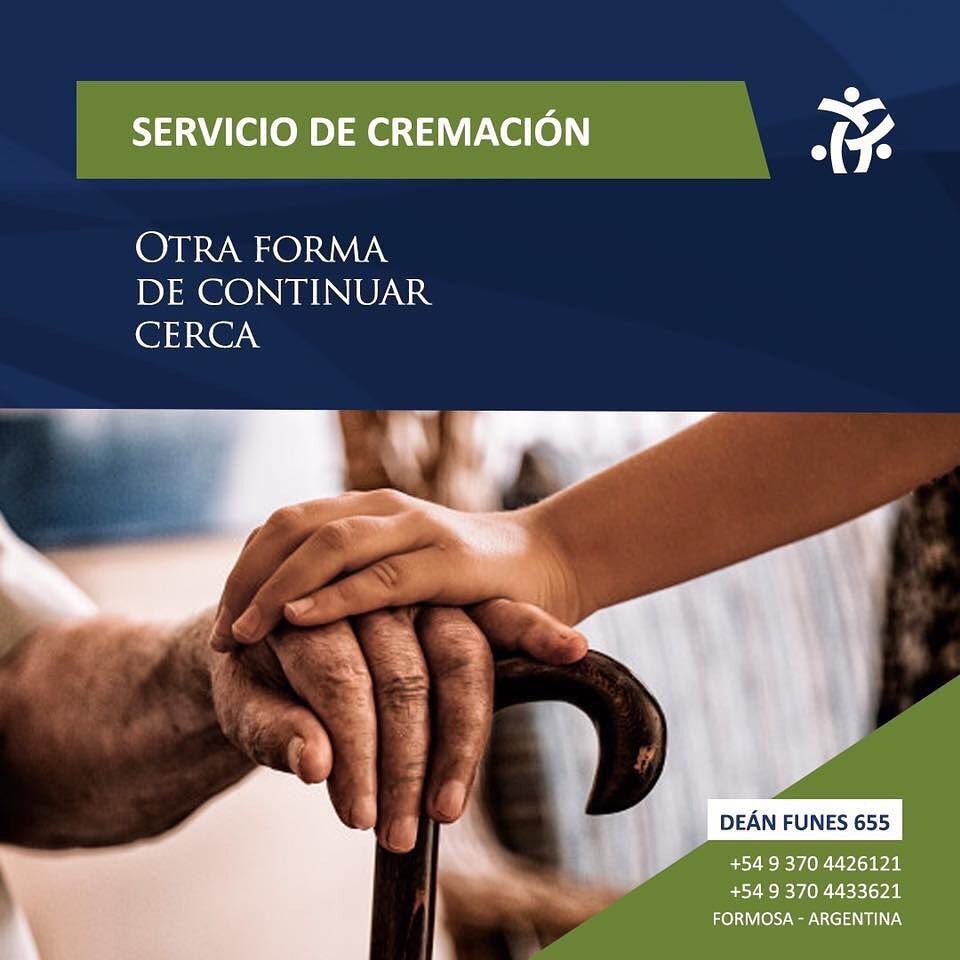 SERVICIO DE CREMACIÓN
OTRA FORMA
DE CONTINUAR
CERCA
DEÁN FUNES 655
+54 9 370 4426121
+54 9 370 4433621
FORMOSA - ARGENTINA